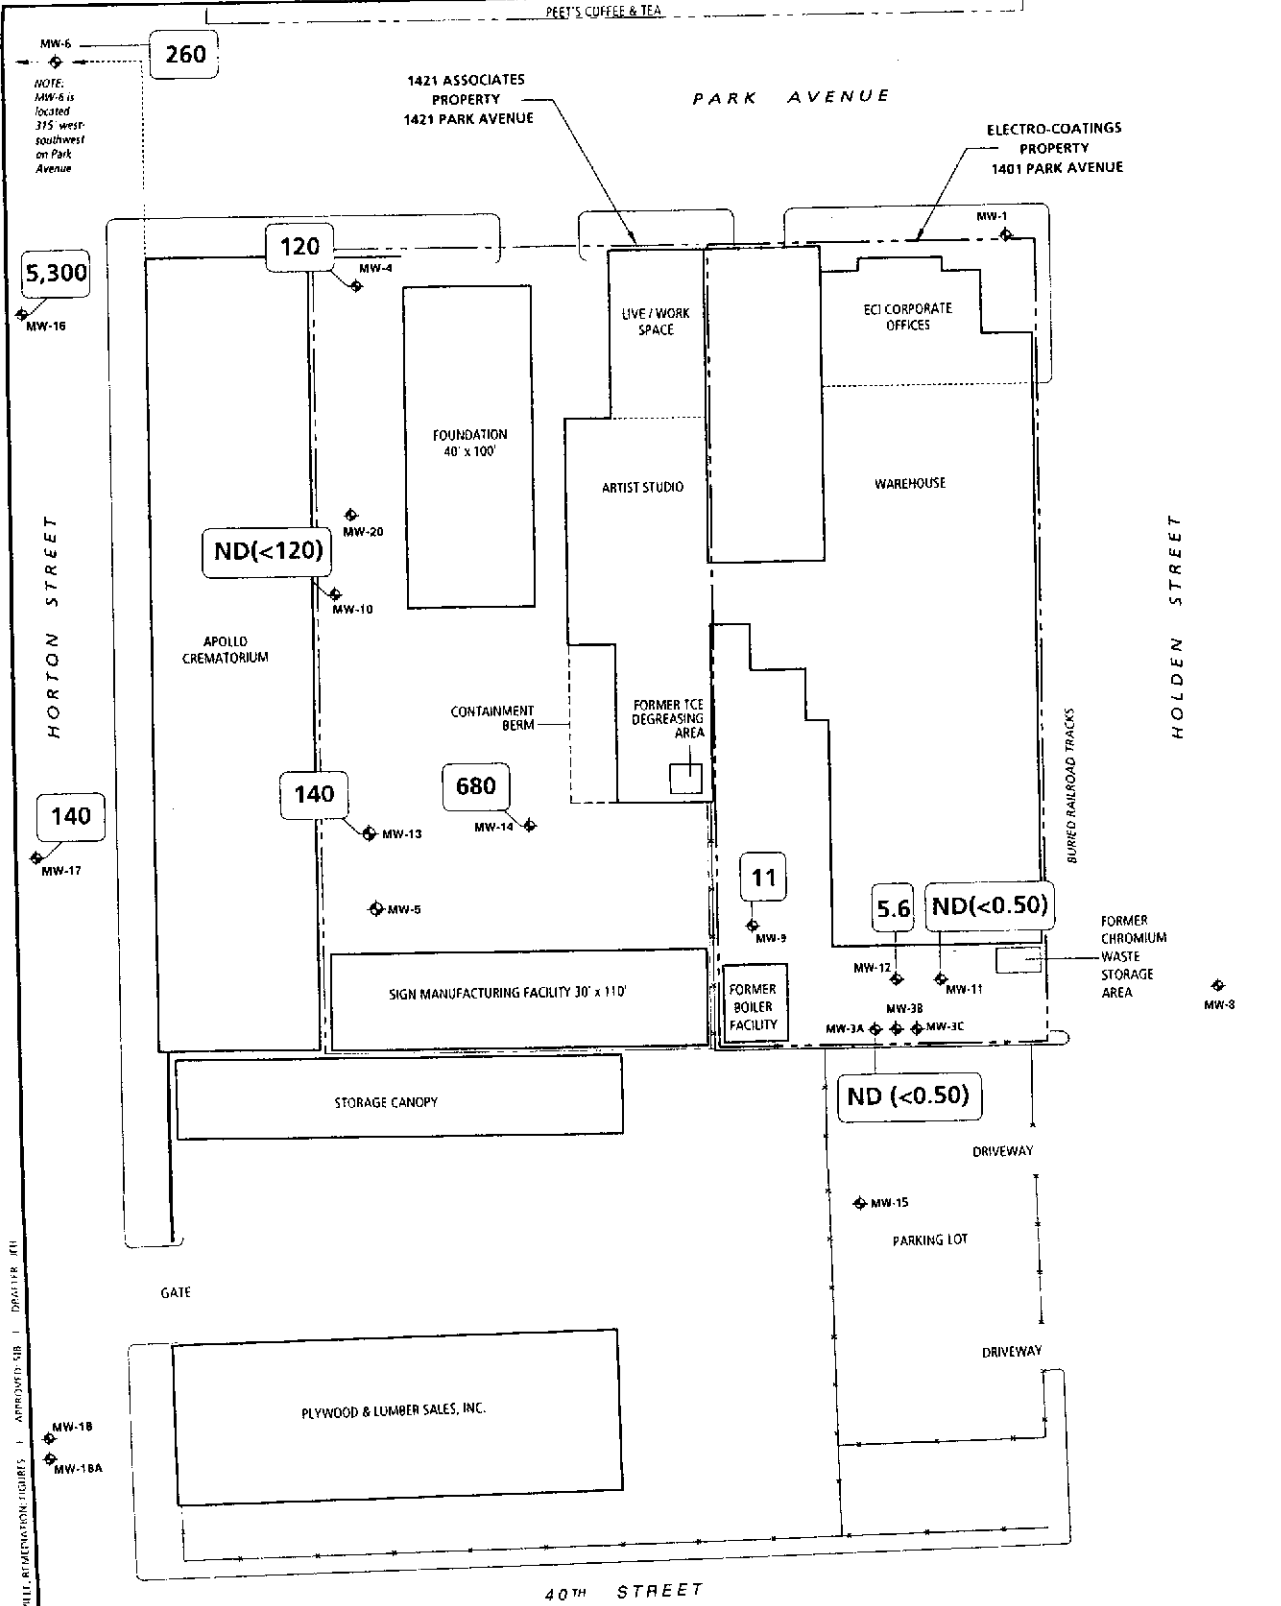 PEET'S COFFEE & TEA
MW-6
260
NOTE:
MW-6 is
located
315' west-
southwest
on Park
Avenue
1421 ASSOCIATES
PROPERTY
1421 PARK AVENUE
PARK AVENUE
ELECTRO-COATINGS
PROPERTY
1401 PARK AVENUE
MW-1
120
MW-4
5,300
MW-16
LIVE / WORK
SPACE
ECI CORPORATE
OFFICES
FOUNDATION
40' x 100'
ARTIST STUDIO
WAREHOUSE
HORTON STREET
HOLDEN STREET
MW-20
ND(<120)
MW-10
APOLLO
CREMATORIUM
CONTAINMENT
BERM
FORMER TCE
DEGREASING
AREA
BURIED RAILROAD TRACKS
140
MW-13
680
MW-14
140
MW-17
MW-5
11
MW-9
5.6
ND(<0.50)
MW-12
MW-11
FORMER
CHROMIUM
WASTE
STORAGE
AREA
MW-8
SIGN MANUFACTURING FACILITY 30' x 110'
FORMER
BOILER
FACILITY
MW-3B
MW-3A
MW-3C
ND (<0.50)
STORAGE CANOPY
DRIVEWAY
MW-15
PARKING LOT
GATE
DRIVEWAY
PLYWOOD & LUMBER SALES, INC.
MW-18
MW-18A
REMEDIATION: FIGURES | APPROVED: SJB | DRAFTER:
40TH STREET